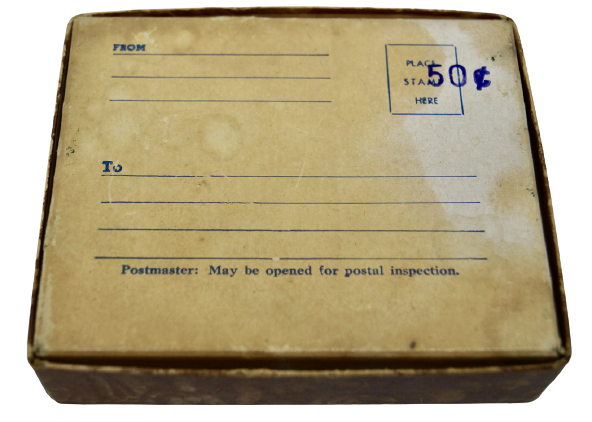 FROM
PLACE
STAMP
HERE
50¢
To
Postmaster: May be opened for postal inspection.